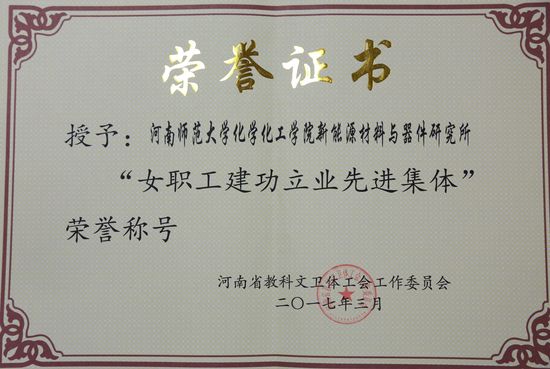 荣誉证书
授予：河南师范大学化学化工学院新能源材料与器件研究所
“女职工建功立业先进集体”
荣誉称号
河南省教科文卫体工会工作委员会
二〇一七年三月